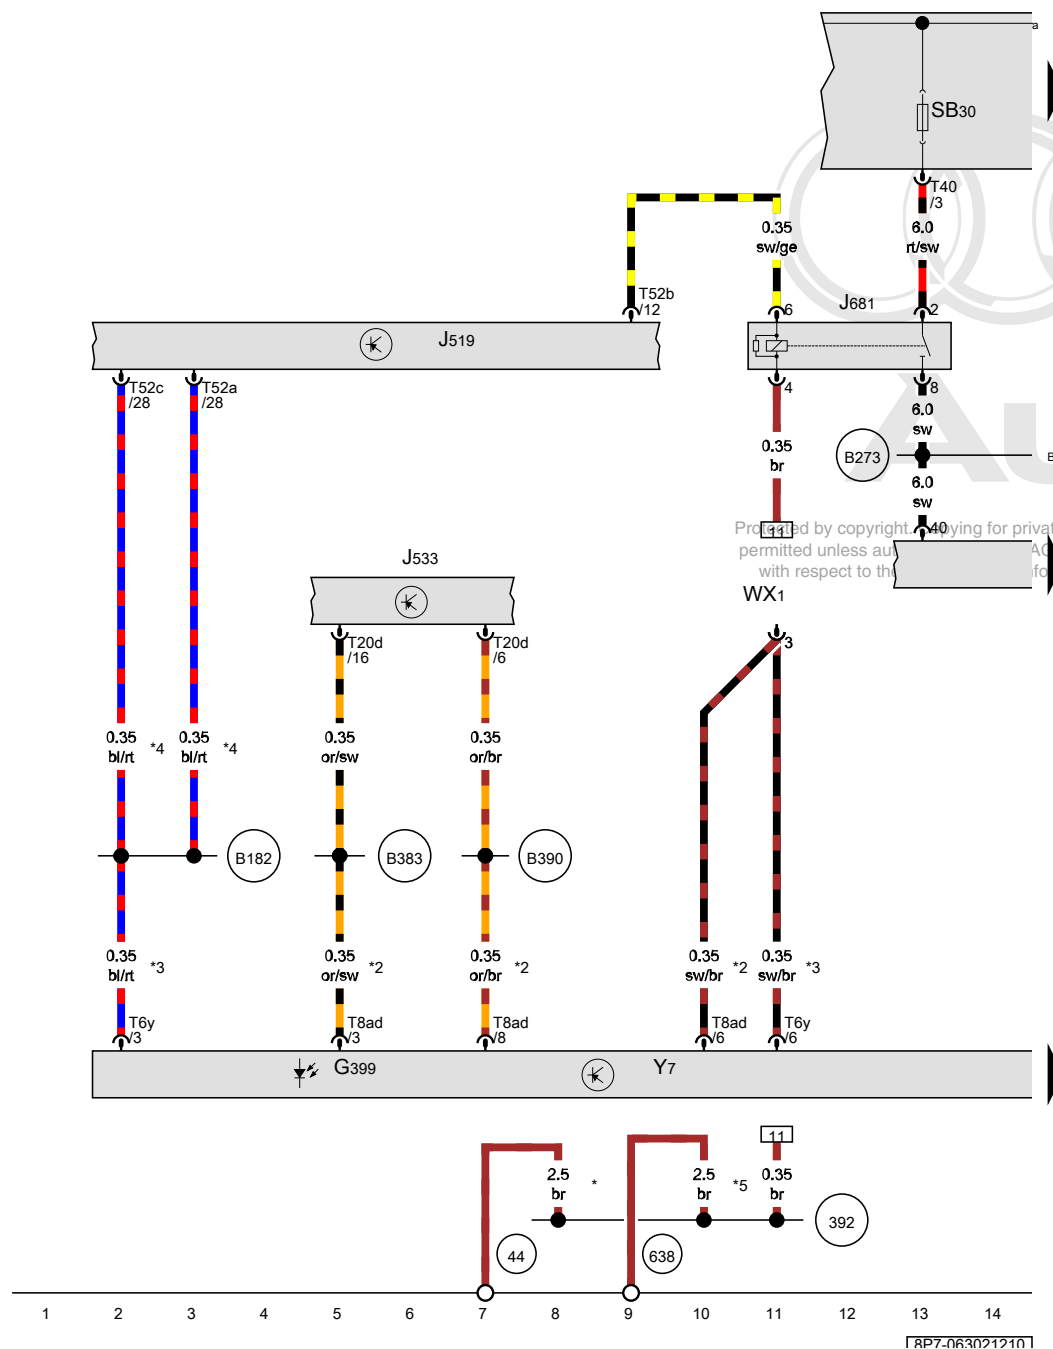 a
SB30
T40
/3
0.35
sw/ge
6.0
rt/sw
T52b
/12
6
J681
2
J519
T52c
/28
T52a
/28
4
8
6.0
sw
0.35
br
B273
B
6.0
sw
11
40
Protected by copyright. Copying for privat
permitted unless aut
AC
with respect to the
nfo
Au
J533
WX1
T20d
/16
T20d
/6
3
0.35
bl/rt
*4
0.35
bl/rt
*4
0.35
or/sw
0.35
or/br
B182
B383
B390
0.35
bl/rt
*3
0.35
or/sw
*2
0.35
or/br
*2
0.35
sw/br
*2
0.35
sw/br
*3
T6y
/3
T8ad
/3
T8ad
/8
T8ad
/6
T6y
/6
G399
Y7
11
2.5
br
*
2.5
br
*5
0.35
br
392
44
638
1 2 3 4 5 6 7 8 9 10 11 12 13 14
8P7-063021210